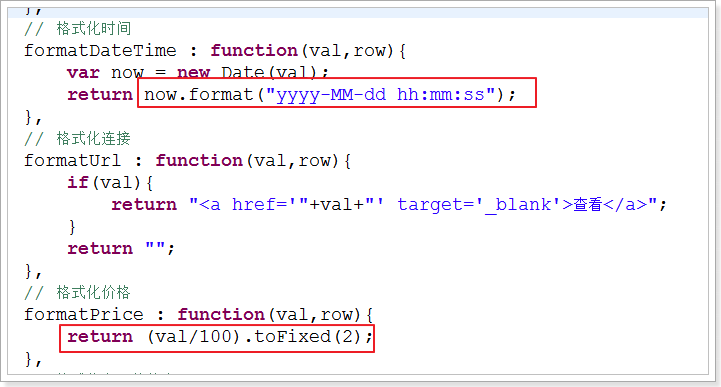 },
// 格式化时间
formatDateTime : function(val,row){
    var now = new Date(val);
    return now.format("yyyy-MM-dd hh:mm:ss");
},
// 格式化连接
formatUrl : function(val,row){
    if(val){
        return "<a href='"+val+"' target='_blank'>查看</a>";
    }
    return "";
},
// 格式化价格
formatPrice : function(val,row){
    return (val/100).toFixed(2);
},